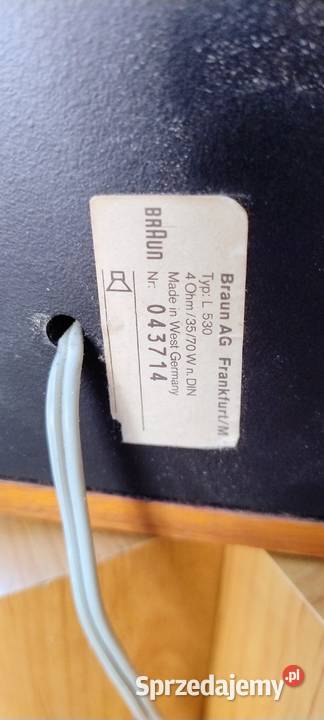 Braun AG Frankfurt/M
Typ: L 530
4 Ohm/35/70 W n. DIN
Made in West Germany
Nr. 043714
BRAUN
Sprzedajemy.pl